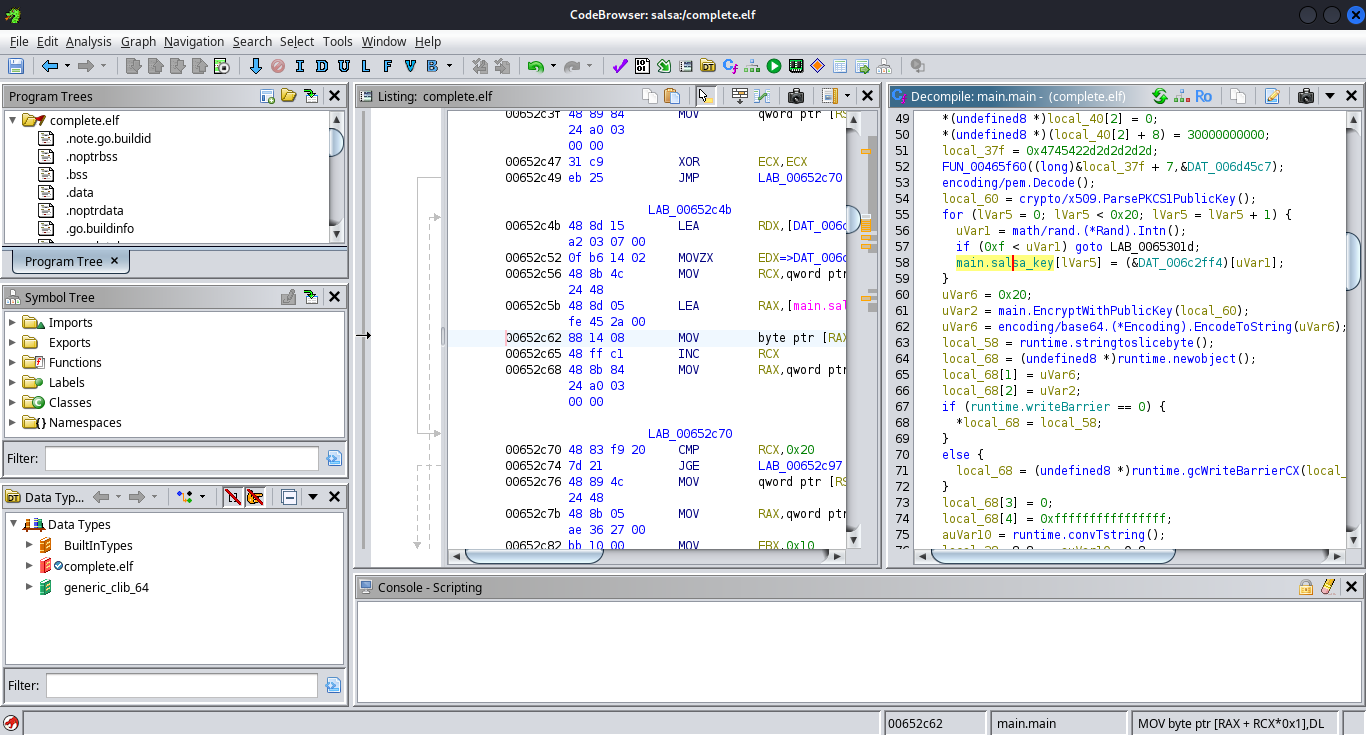 CodeBrowser: salsa:/complete.elf
File Edit Analysis Graph Navigation Search Select Tools Window Help
I D U L F V B
Program Trees
complete.elf
.note.go.buildid
.noptrbss
.bss
.data
.noptrdata
.go.buildinfo
Program Tree
Symbol Tree
Imports
Exports
Functions
Labels
Classes
Namespaces
Filter:
Data Typ...
Data Types
BuiltInTypes
complete.elf
generic_clib_64
Filter:
Listing: complete.elf
00652c3f 48 89 84 MOV qword ptr [RS
24 a0 03
00 00
00652c47 31 c9 XOR ECX,ECX
00652c49 eb 25 JMP LAB_00652c70
LAB_00652c4b
00652c4b 48 8d 15 LEA RDX,[DAT_006c
a2 03 07 00
00652c52 0f b6 14 02 MOVZX EDX=>DAT_006c
00652c56 48 8b 4c MOV RCX,qword ptr
24 48
00652c5b 48 8d 05 LEA RAX,[main.sal
fe 45 2a 00
00652c62 88 14 08 MOV byte ptr [RAX
00652c65 48 ff c1 INC RCX
00652c68 48 8b 84 MOV RAX,qword ptr
24 a0 03
00 00
LAB_00652c70
00652c70 48 83 f9 20 CMP RCX,0x20
00652c74 7d 21 JGE LAB_00652c97
00652c76 48 89 4c MOV qword ptr [RS
24 48
00652c7b 48 8b 05 MOV RAX,qword ptr
ae 36 27 00
00652c82 bb 10 00 MOV EBX,0x10
Decompile: main.main - (complete.elf)
Ro
49 *(undefined8 *)local_40[2] = 0;
50 *(undefined8 *)(local_40[2] + 8) = 30000000000;
51 local_37f = 0x4745422d2d2d2d2d;
52 FUN_00465f60((long)&local_37f + 7,&DAT_006d45c7);
53 encoding/pem.Decode();
54 local_60 = crypto/x509.ParsePKCS1PublicKey();
55 for (lVar5 = 0; lVar5 < 0x20; lVar5 = lVar5 + 1) {
56 uVar1 = math/rand.(*Rand).Intn();
57 if (0xf < uVar1) goto LAB_0065301d;
58 main.salsa_key[lVar5] = (&DAT_006c2ff4)[uVar1];
59 }
60 uVar6 = 0x20;
61 uVar2 = main.EncryptWithPublicKey(local_60);
62 uVar6 = encoding/base64.(*Encoding).EncodeToString(uVar6);
63 local_58 = runtime.stringtoslicebyte();
64 local_68 = (undefined8 *)runtime.newobject();
65 local_68[1] = uVar6;
66 local_68[2] = uVar2;
67 if (runtime.writeBarrier == 0) {
68 *local_68 = local_58;
69 }
70 else {
71 local_68 = (undefined8 *)runtime.gcWriteBarrierCX(local_
72 }
73 local_68[3] = 0;
74 local_68[4] = 0xffffffffffffffff;
75 auVar10 = runtime.convTstring();
Console - Scripting
00652c62
main.main
MOV byte ptr [RAX + RCX*0x1],DL